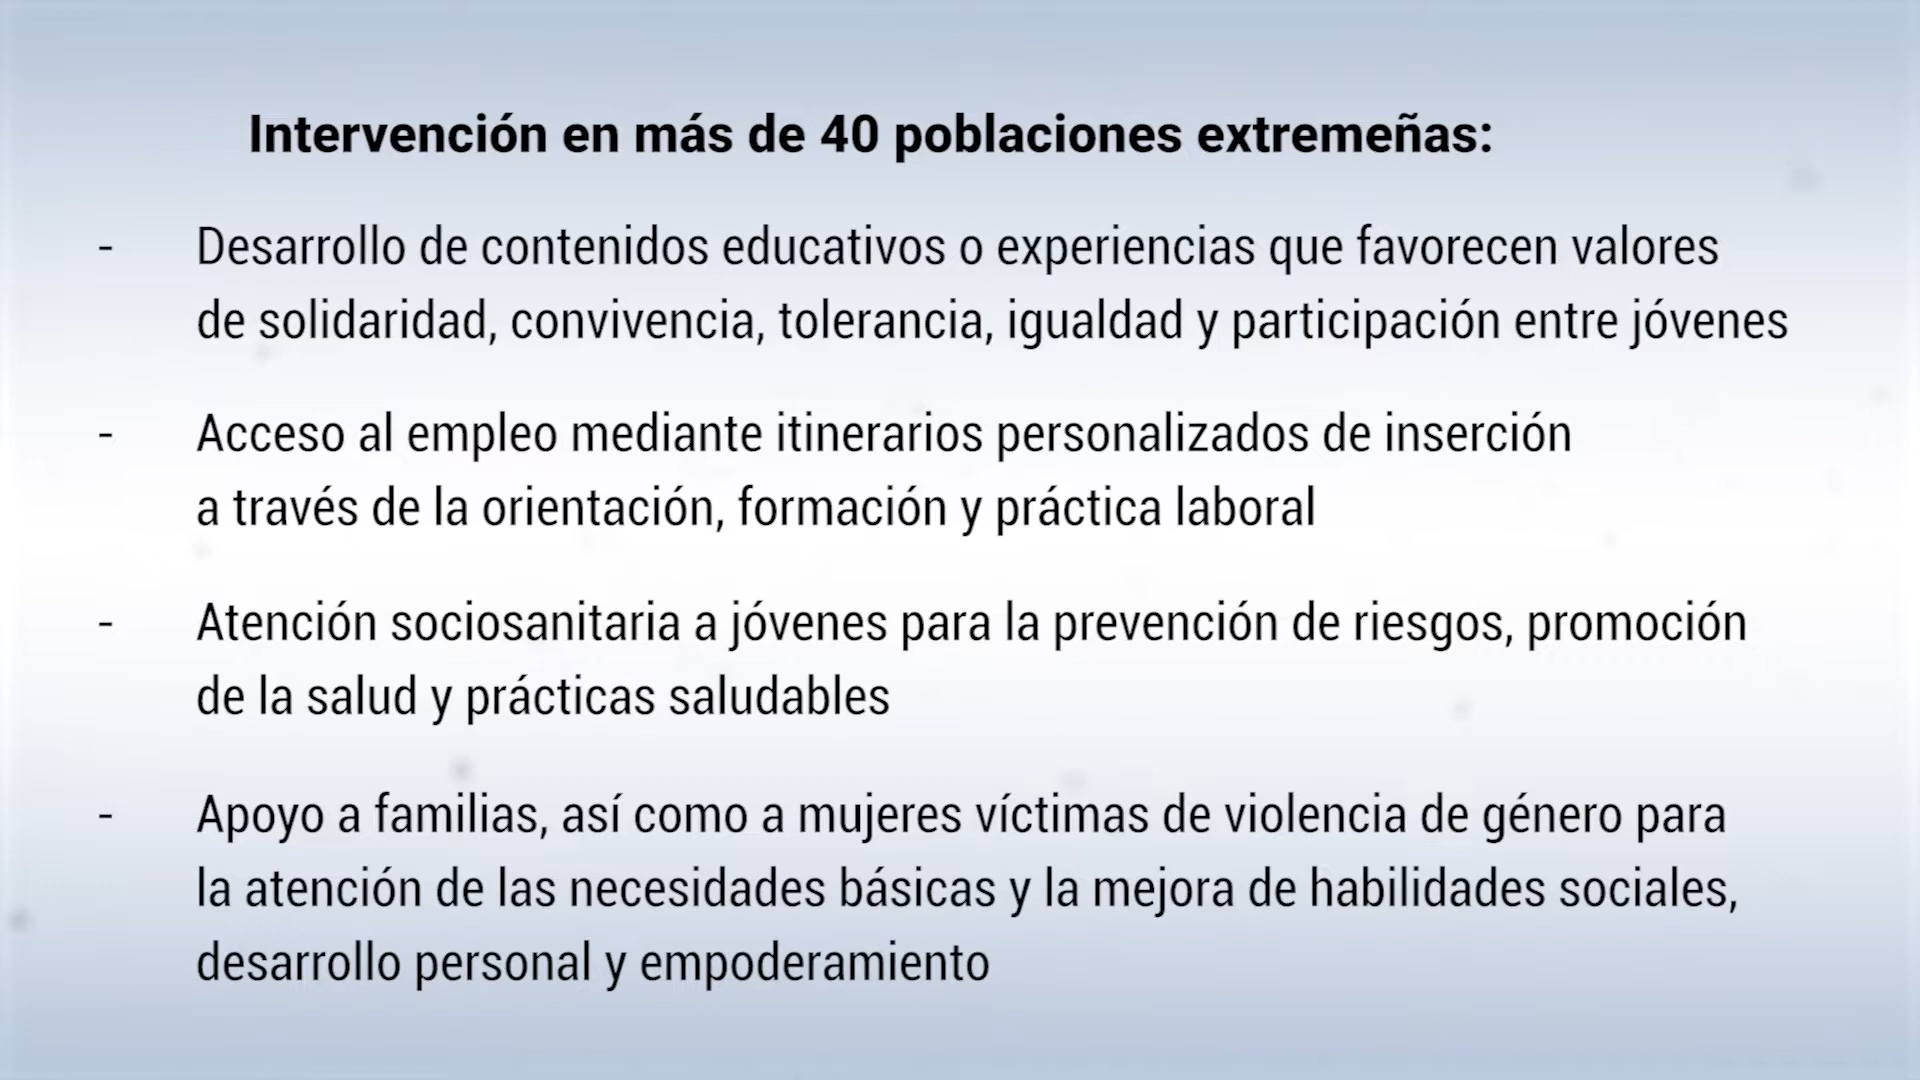 Intervención en más de 40 poblaciones extremeñas:
- Desarrollo de contenidos educativos o experiencias que favorecen valores
de solidaridad, convivencia, tolerancia, igualdad y participación entre jóvenes
- Acceso al empleo mediante itinerarios personalizados de inserción
a través de la orientación, formación y práctica laboral
- Atención sociosanitaria a jóvenes para la prevención de riesgos, promoción
de la salud y prácticas saludables
- Apoyo a familias, así como a mujeres víctimas de violencia de género para
la atención de las necesidades básicas y la mejora de habilidades sociales,
desarrollo personal y empoderamiento